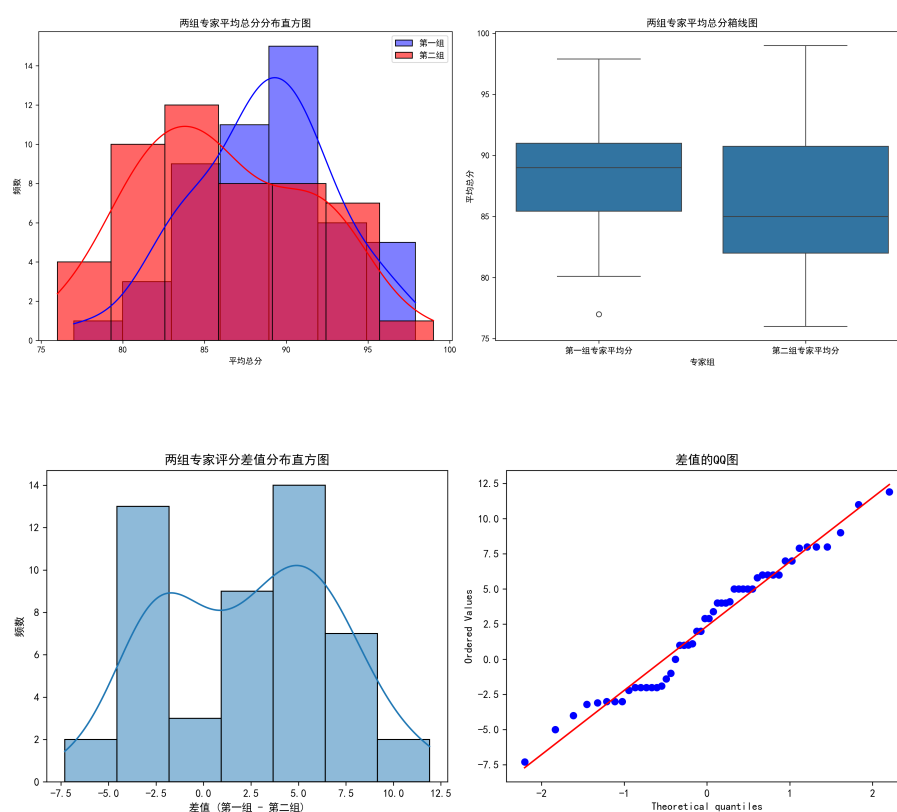 两组专家平均总分分布直方图
第一组
第二组
频数
14
12
10
8
6
4
2
0
75 80 85 90 95 100
平均总分
两组专家平均总分箱线图
平均总分
100
95
90
85
80
75
第一组专家平均分 第二组专家平均分
专家组
两组专家评分差值分布直方图
频数
14
12
10
8
6
4
2
0
−7.5 −5.0 −2.5 0.0 2.5 5.0 7.5 10.0 12.5
差值 (第一组 - 第二组)
差值的QQ图
Ordered Values
12.5
10.0
7.5
5.0
2.5
0.0
−2.5
−5.0
−7.5
−2 −1 0 1 2
Theoretical quantiles